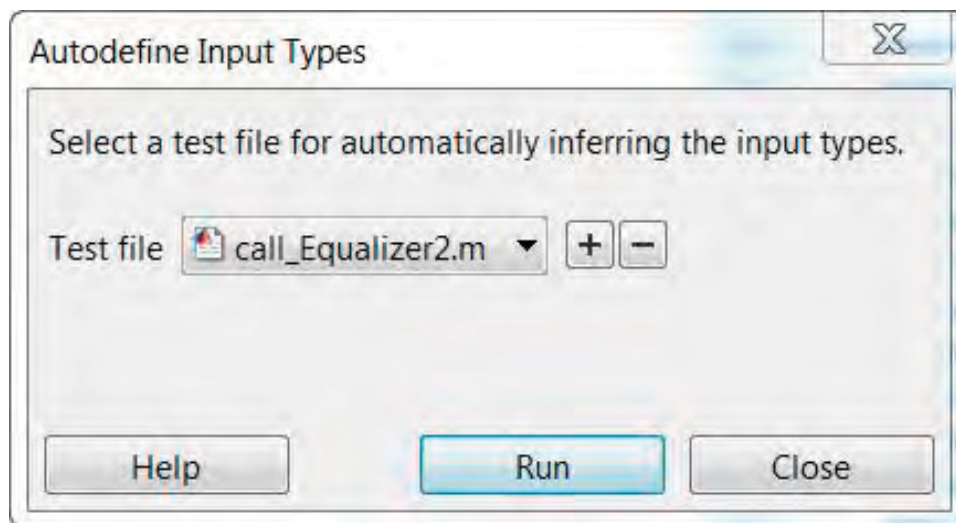 Autodefine Input Types
Select a test file for automatically inferring the input types.
Test file call_Equalizer2.m + −
Help Run Close